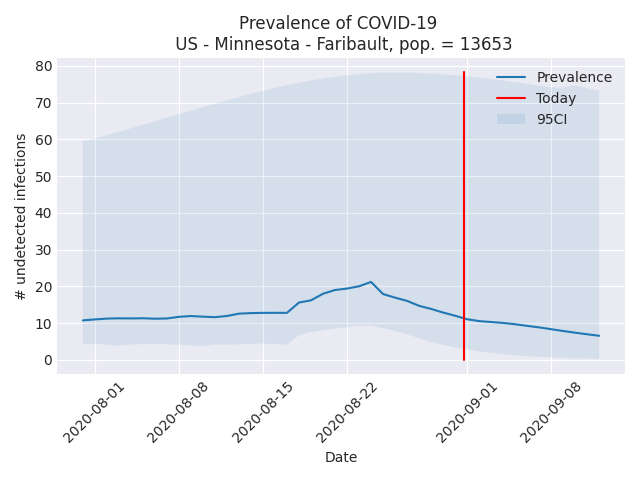 Prevalence of COVID-19
US - Minnesota - Faribault, pop. = 13653
80
70
60
50
40
30
20
10
0
# undetected infections
Prevalence
Today
95CI
2020-08-01
2020-08-08
2020-08-15
2020-08-22
2020-09-01
2020-09-08
Date